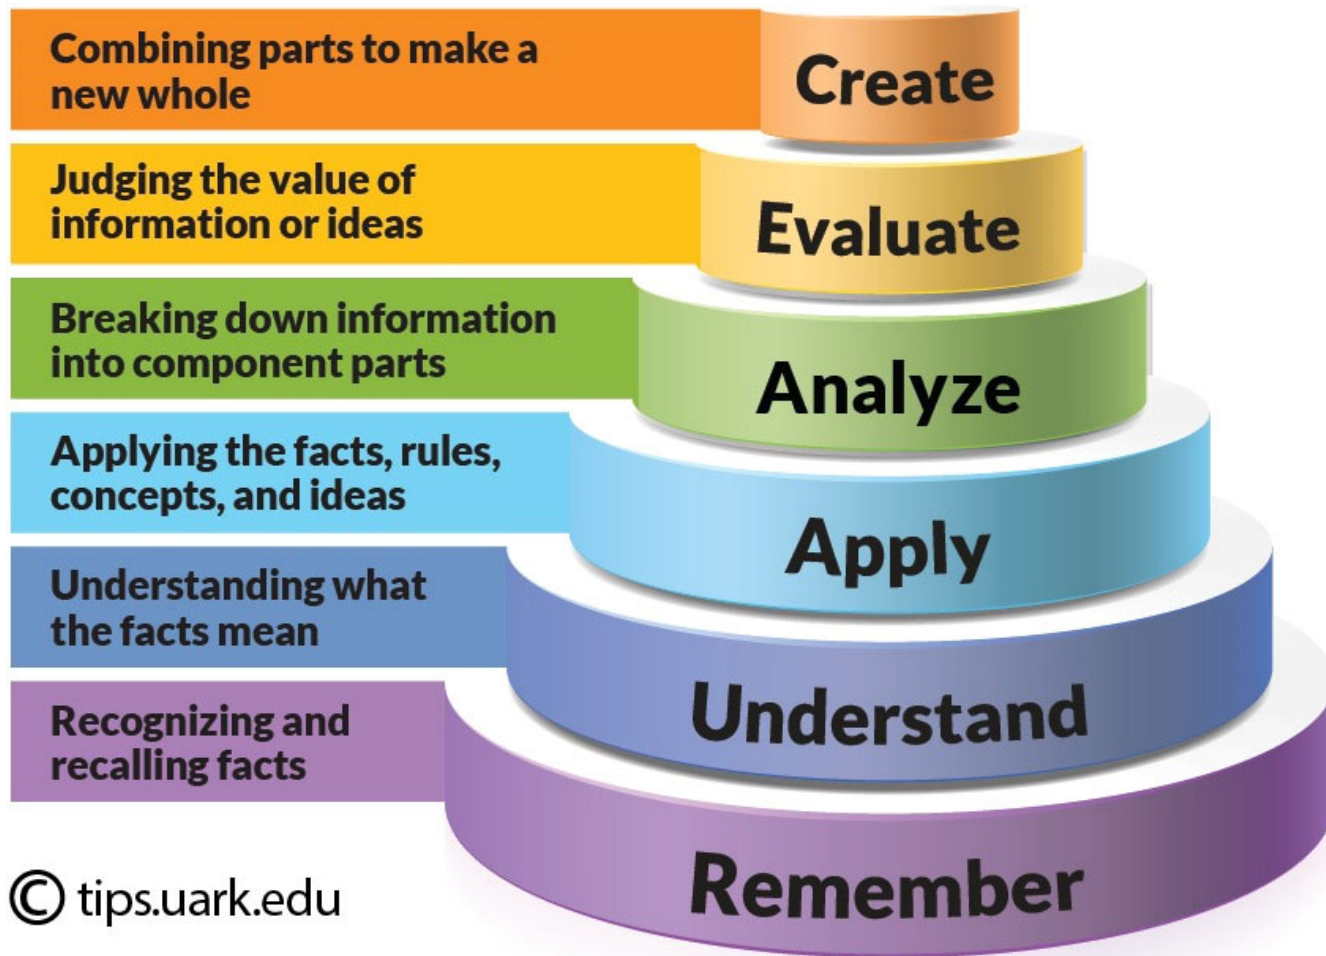 Combining parts to make a
new whole
Create
Judging the value of
information or ideas
Evaluate
Breaking down information
into component parts
Analyze
Applying the facts, rules,
concepts, and ideas
Apply
Understanding what
the facts mean
Understand
Recognizing and
recalling facts
Remember
© tips.uark.edu